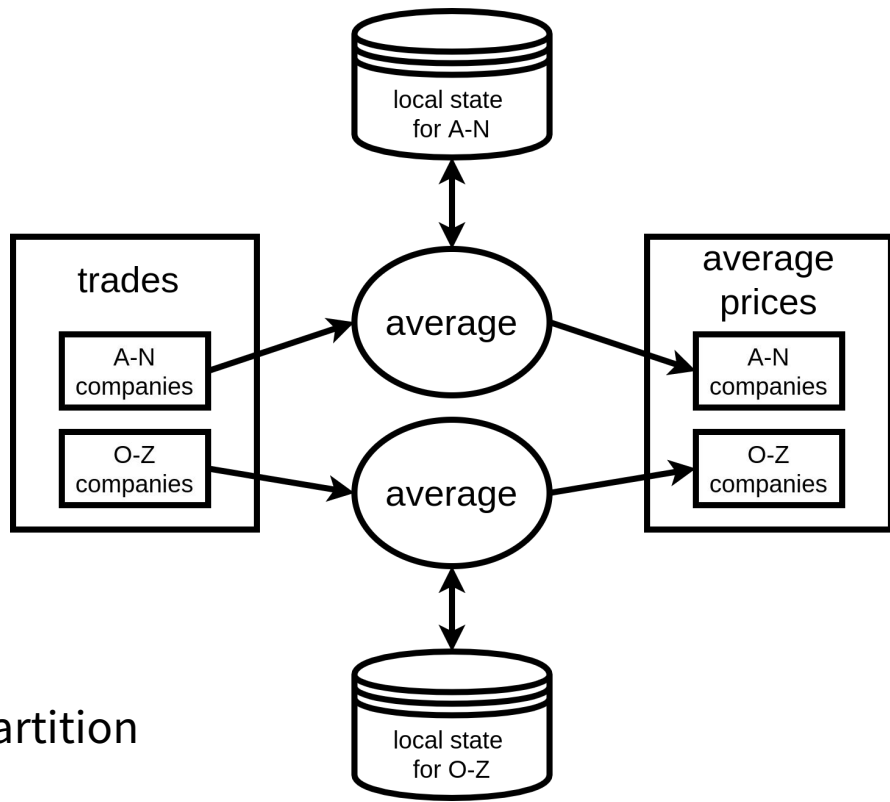 local state
for A-N
trades
A-N
companies
O-Z
companies
average
average
average
prices
A-N
companies
O-Z
companies
local state
for O-Z
artition